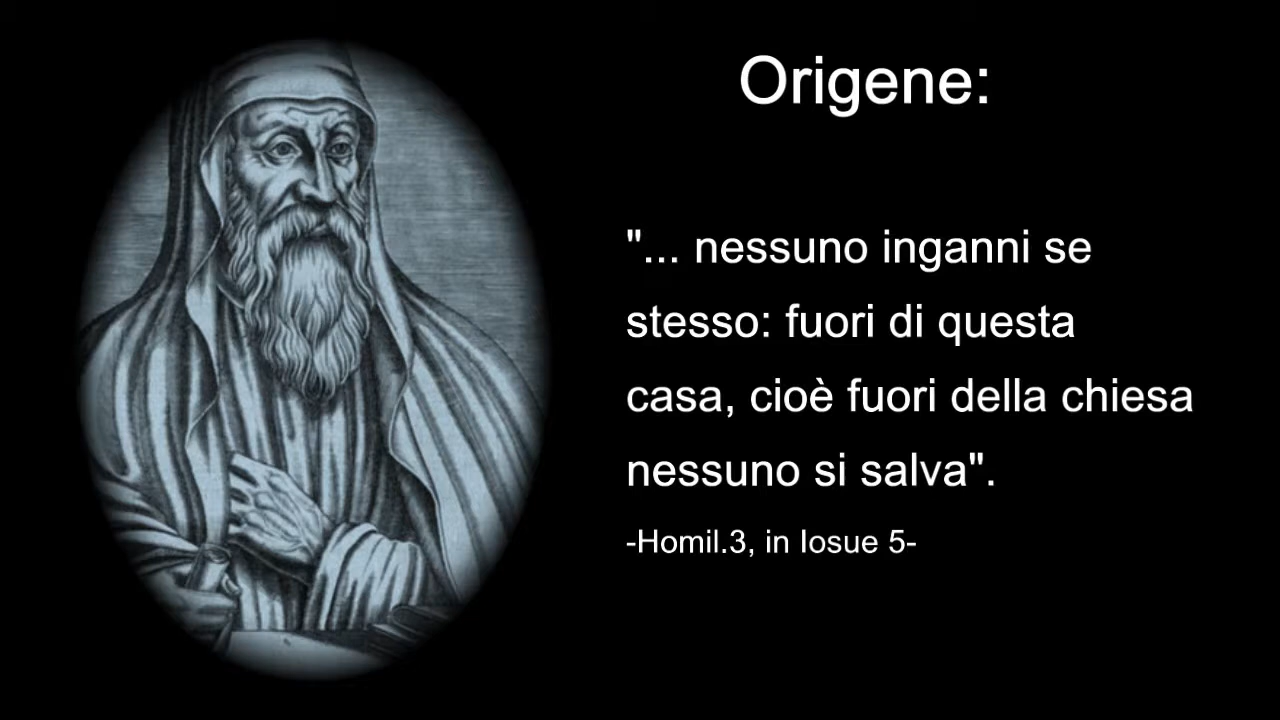 Origene:
"... nessuno inganni se
stesso: fuori di questa
casa, cioè fuori della chiesa
nessuno si salva".
-Homil.3, in Iosue 5-